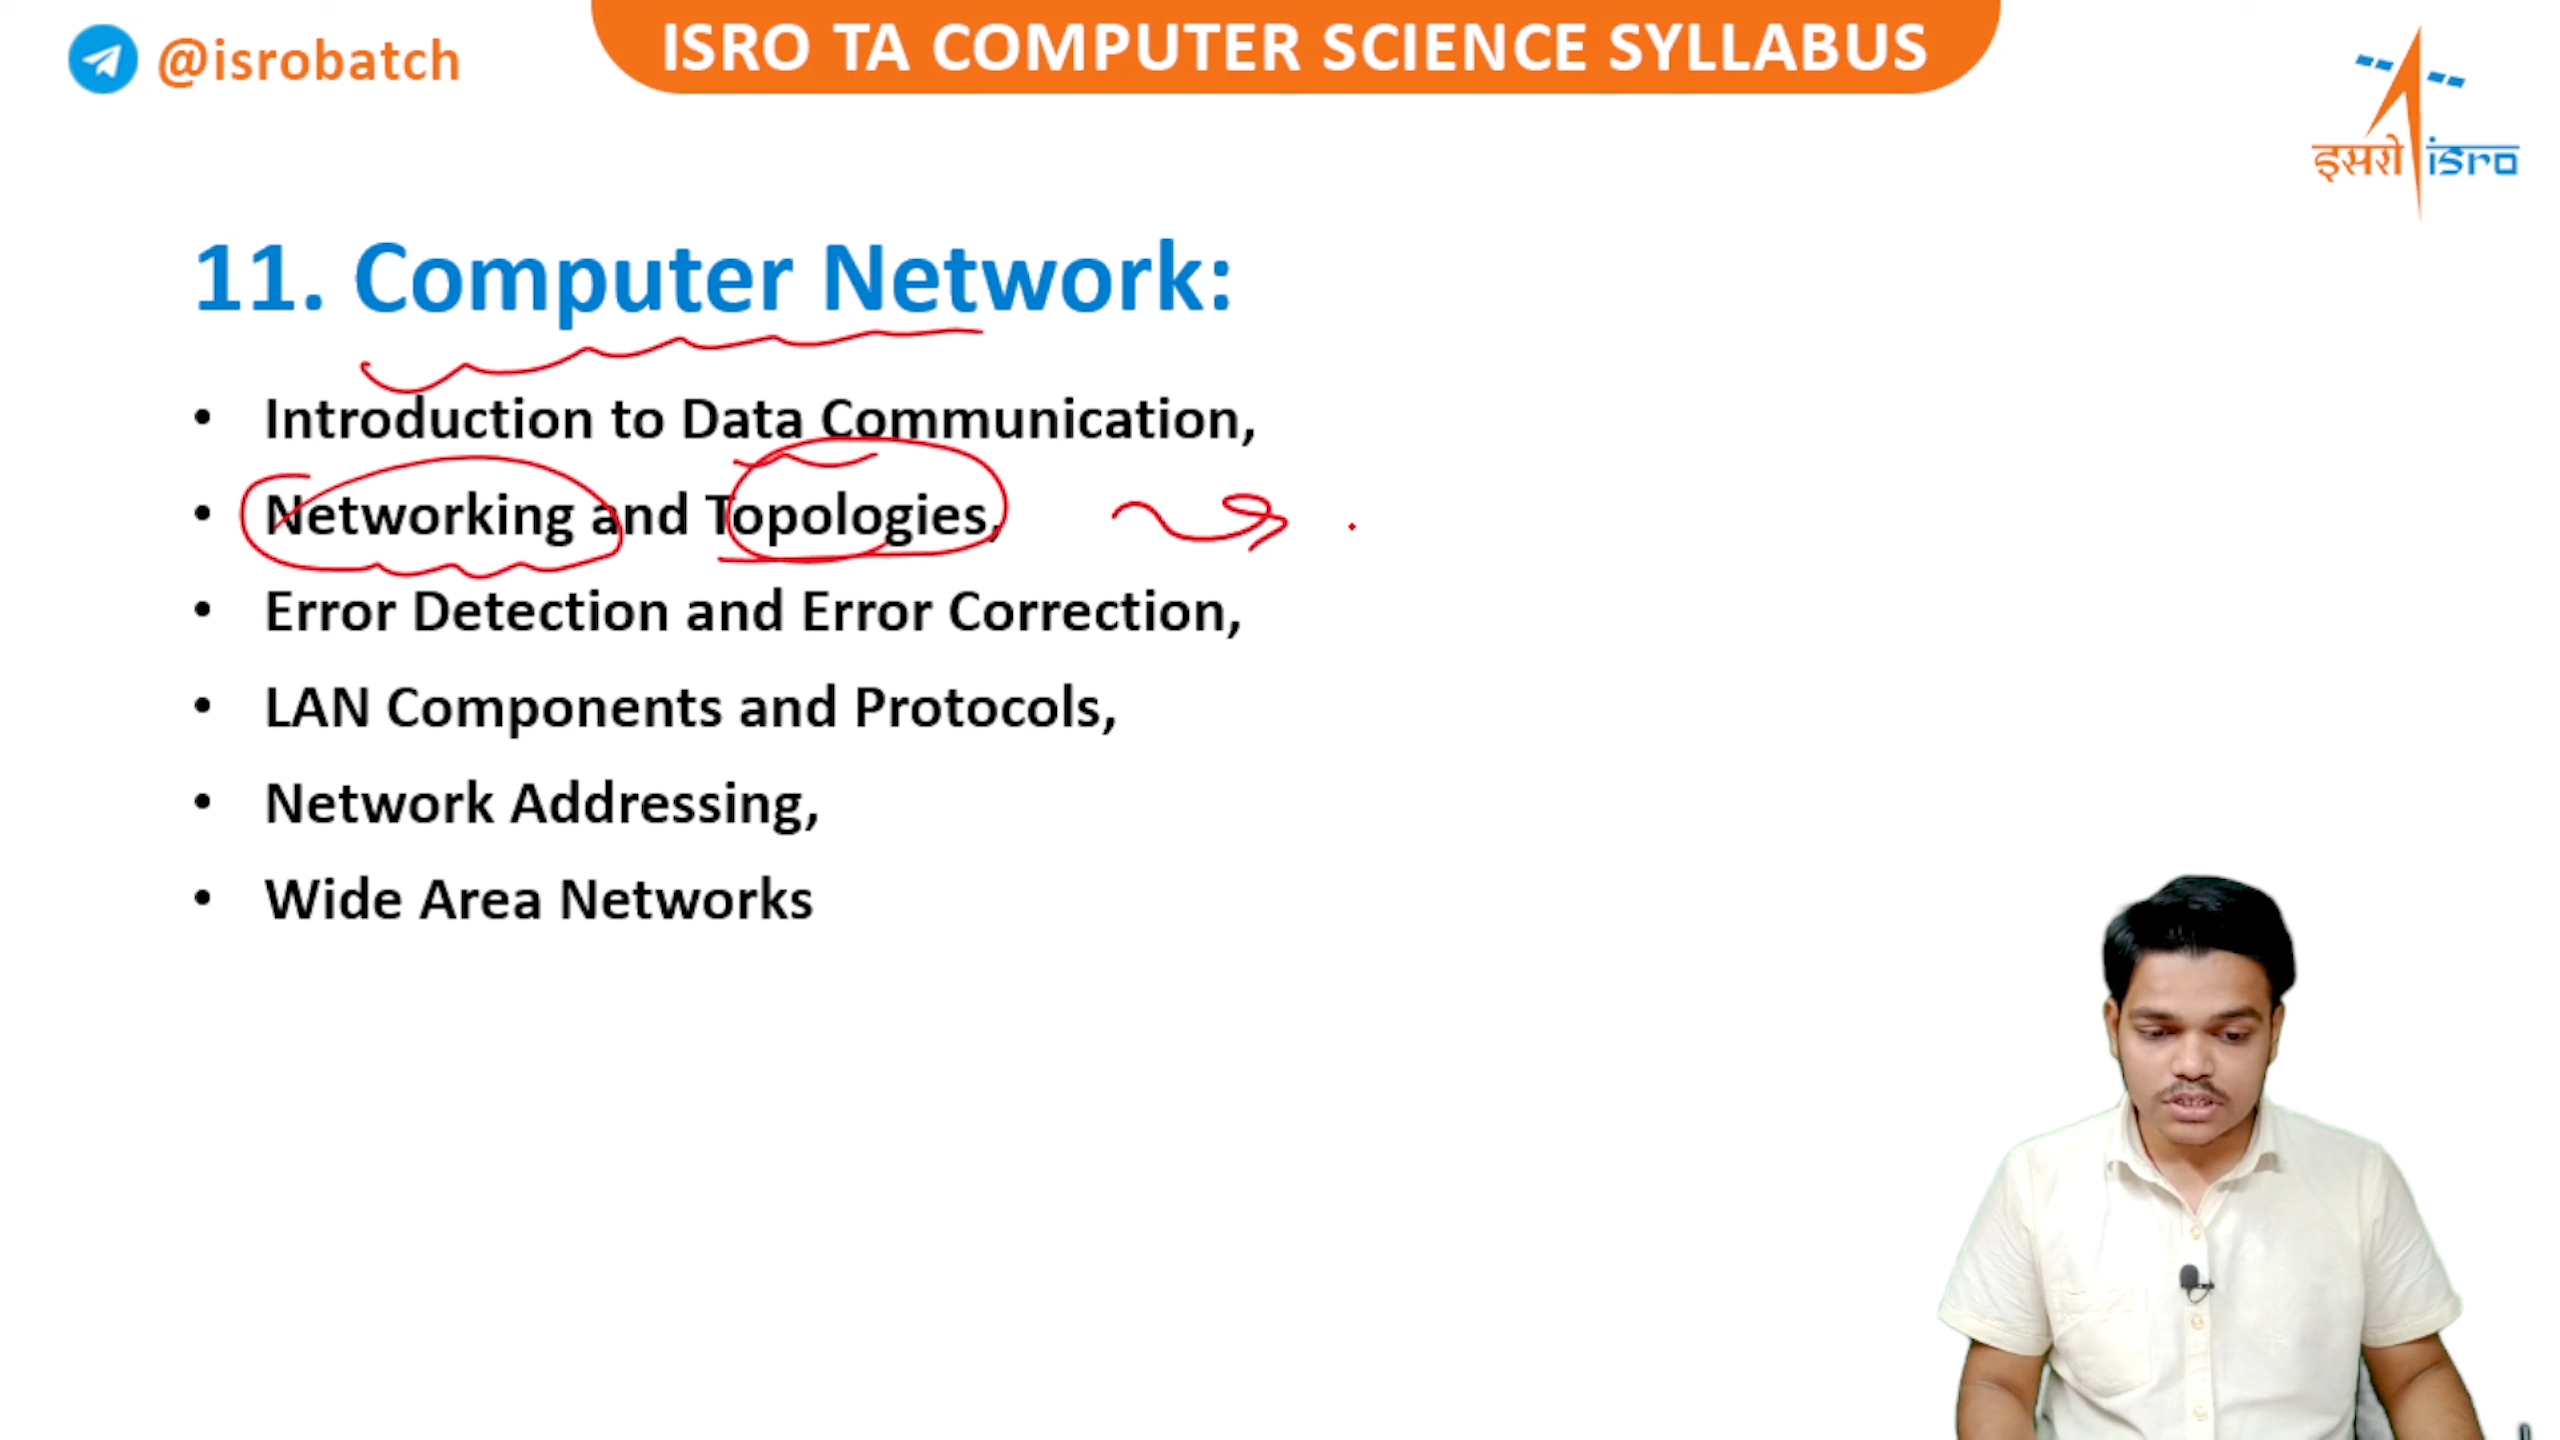 @isrobatch
ISRO TA COMPUTER SCIENCE SYLLABUS
इसरो isro
11. Computer Network:
• Introduction to Data Communication,
• Networking and Topologies,
• Error Detection and Error Correction,
• LAN Components and Protocols,
• Network Addressing,
• Wide Area Networks